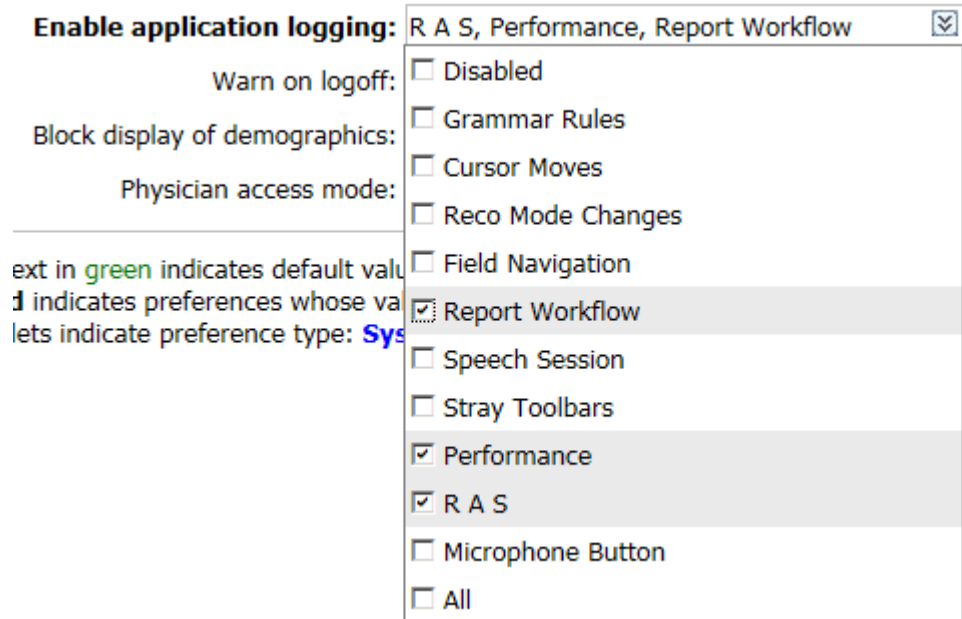 Enable application logging: R A S, Performance, Report Workflow
Warn on logoff:
Block display of demographics:
Physician access mode:
Disabled
Grammar Rules
Cursor Moves
Reco Mode Changes
Field Navigation
Report Workflow
Speech Session
Stray Toolbars
Performance
R A S
Microphone Button
All
ext in green indicates default valu
d indicates preferences whose va
lets indicate preference type: Sys